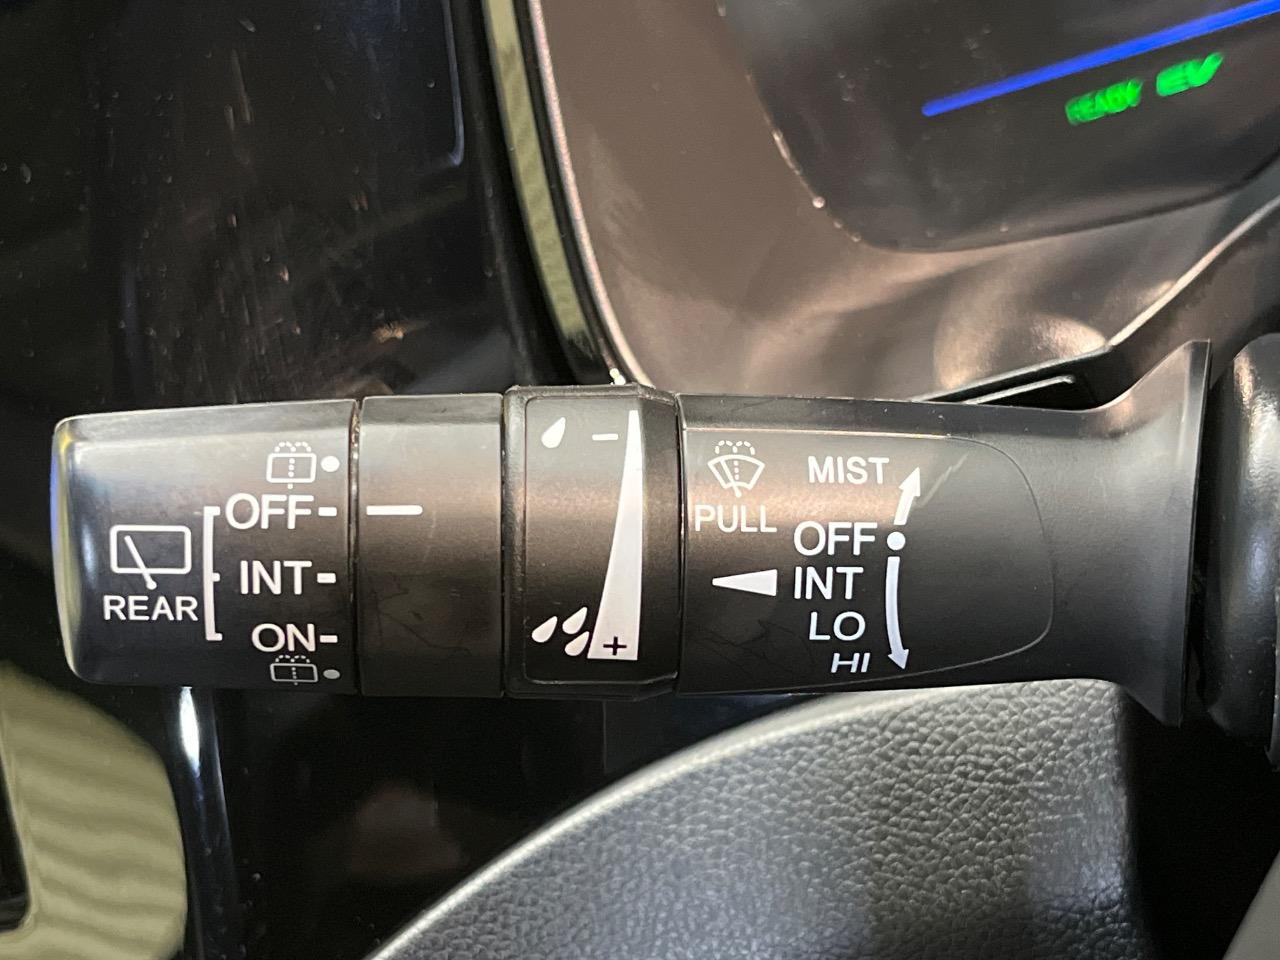 READY EV
REAR
OFF
INT
ON
−
+
PULL
MIST
OFF
INT
LO
HI